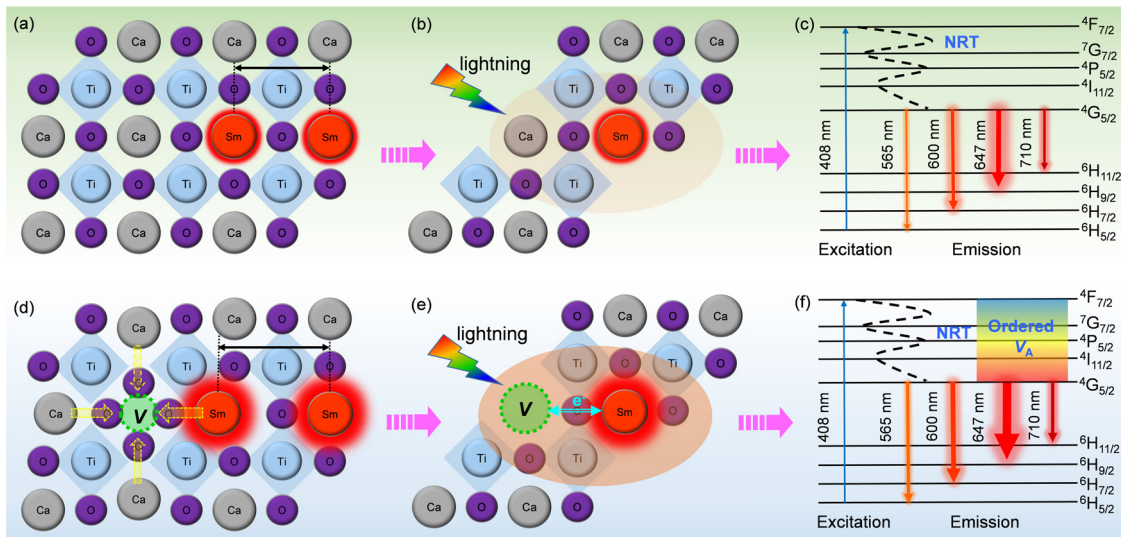 (a)
O Ca O Ca O Ca
O Ti O Ti O Ti O
Ca O Ca O Sm O Sm
O Ti O Ti O Ti O
Ca O Ca O Ca O Ca
(b)
O Ca O Ca
lightning
Ti O Ti O
Ca O Sm O
Ti O Ti
Ca O Ca O
(c)
⁴F₇/₂
NRT
⁷G₇/₂
⁴P₅/₂
⁴I₁₁/₂
⁴G₅/₂
408 nm
565 nm
600 nm
647 nm
710 nm
⁶H₁₁/₂
⁶H₉/₂
⁶H₇/₂
⁶H₅/₂
Excitation Emission
(d)
O Ca O Ca O Ca
O Ti O Ti O Ti O
O
Ca O V O Sm O Sm
O
O Ti O Ti O Ti O
Ca O Ca O Ca O Ca
(e)
O Ca O Ca
lightning
Ti O Ti O
V e⁻ O Sm O
Ti O Ti
Ca O Ca O
(f)
⁴F₇/₂
NRT
Ordered
V_A
⁷G₇/₂
⁴P₅/₂
⁴I₁₁/₂
⁴G₅/₂
408 nm
565 nm
600 nm
647 nm
710 nm
⁶H₁₁/₂
⁶H₉/₂
⁶H₇/₂
⁶H₅/₂
Excitation Emission